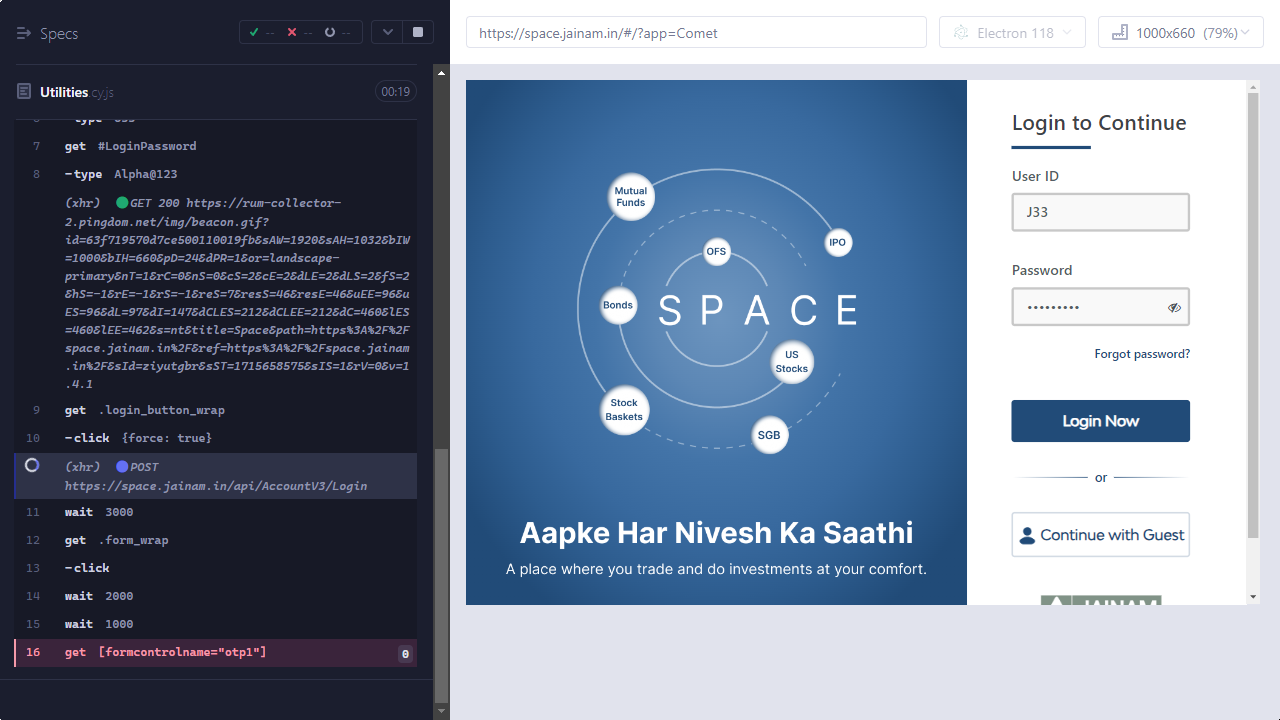 Specs
--
--
--
https://space.jainam.in/#/?app=Comet
Electron 118
1000x660 (79%)
Utilities.cy.js
00:19
7 get #LoginPassword
8 -type Alpha@123
(xhr) GET 200 https://rum-collector-
2.pingdom.net/img/beacon.gif?
id=63f719570d7ce500110019fb&sAW=1920&sAH=1032&bIW
=1000&bIH=660&pD=24&dPR=1&or=landscape-
primary&nT=1&rC=0&nS=0&cS=2&cE=2&dLE=2&dLS=2&fS=2
&hS=-1&rE=-1&rS=-1&reS=7&resS=46&resE=46&uEE=96&u
ES=96&dL=97&dI=147&dCLES=212&dCLEE=212&dC=460&lES
=460&lEE=462&s=nt&title=Space&path=https%3A%2F%2F
space.jainam.in%2F&ref=https%3A%2F%2Fspace.jainam
.in%2F&sId=ziyutgbr&sST=1715658575&sIS=1&rV=0&v=1
.4.1
9 get .login_button_wrap
10 -click {force: true}
(xhr) POST
https://space.jainam.in/api/AccountV3/Login
11 wait 3000
12 get .form_wrap
13 -click
14 wait 2000
15 wait 1000
16 get [formcontrolname="otp1"] 0
Mutual
Funds
IPO
OFS
Bonds
SPACE
US
Stocks
Stock
Baskets
SGB
Aapke Har Nivesh Ka Saathi
A place where you trade and do investments at your comfort.
Login to Continue
User ID
J33
Password
•••••••••
Forgot password?
Login Now
or
Continue with Guest
JAINAM